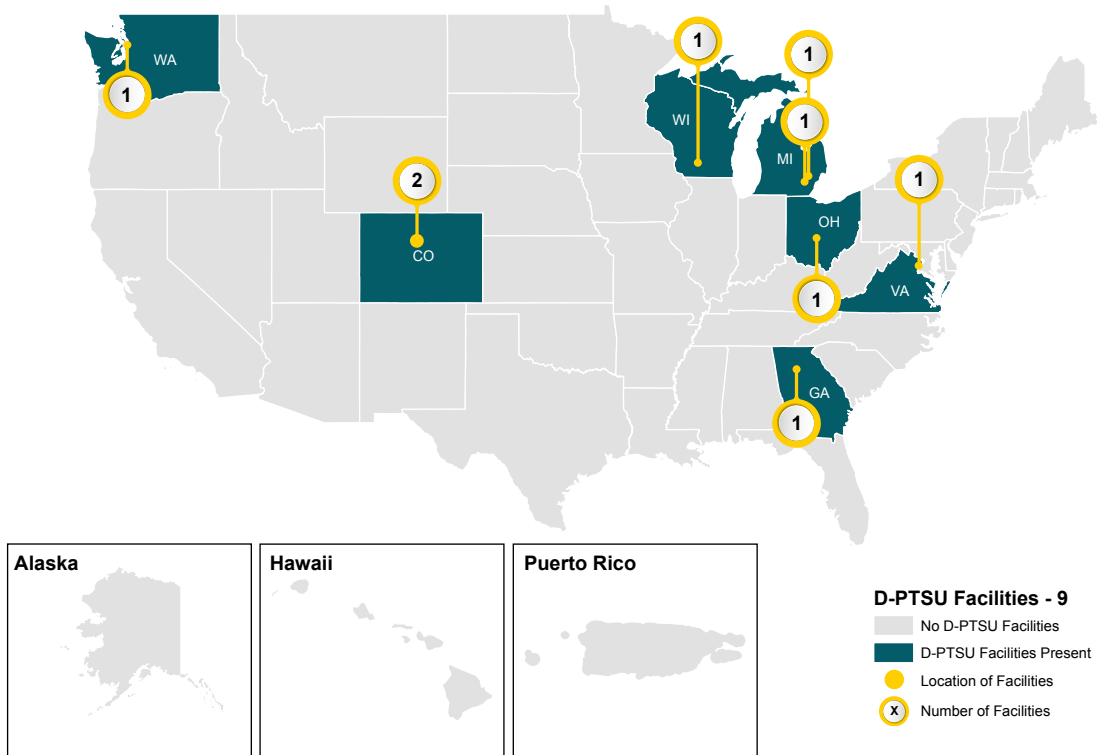 1
1
WA
1
1
WI
MI
2
1
OH
CO
VA
1
GA
1
Alaska
Hawaii
Puerto Rico
D-PTSU Facilities - 9
No D-PTSU Facilities
D-PTSU Facilities Present
Location of Facilities
X
Number of Facilities